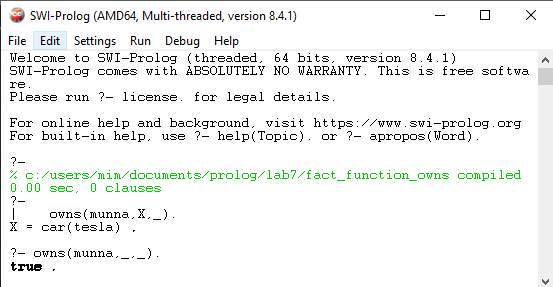 SWI-Prolog (AMD64, Multi-threaded, version 8.4.1)
File Edit Settings Run Debug Help
Welcome to SWI-Prolog (threaded, 64 bits, version 8.4.1)
SWI-Prolog comes with ABSOLUTELY NO WARRANTY. This is free softwa
re.
Please run ?- license. for legal details.
For online help and background, visit https://www.swi-prolog.org
For built-in help, use ?- help(Topic). or ?- apropos(Word).
?-
% c:/users/mim/documents/prolog/lab7/fact_function_owns compiled
0.00 sec, 0 clauses
?-
|    owns(munna,X,_).
X = car(tesla) .
?- owns(munna,_,_).
true .